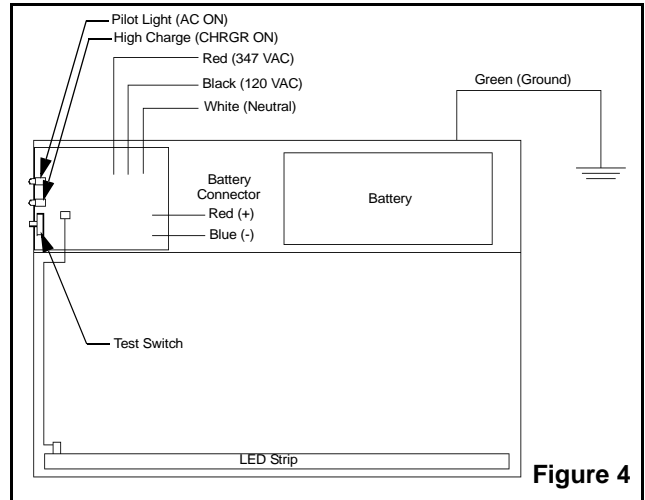 Pilot Light (AC ON)
High Charge (CHRGR ON)
Red (347 VAC)
Black (120 VAC)
White (Neutral)
Green (Ground)
Battery
Connector
Red (+)
Blue (-)
Battery
Test Switch
LED Strip
Figure 4